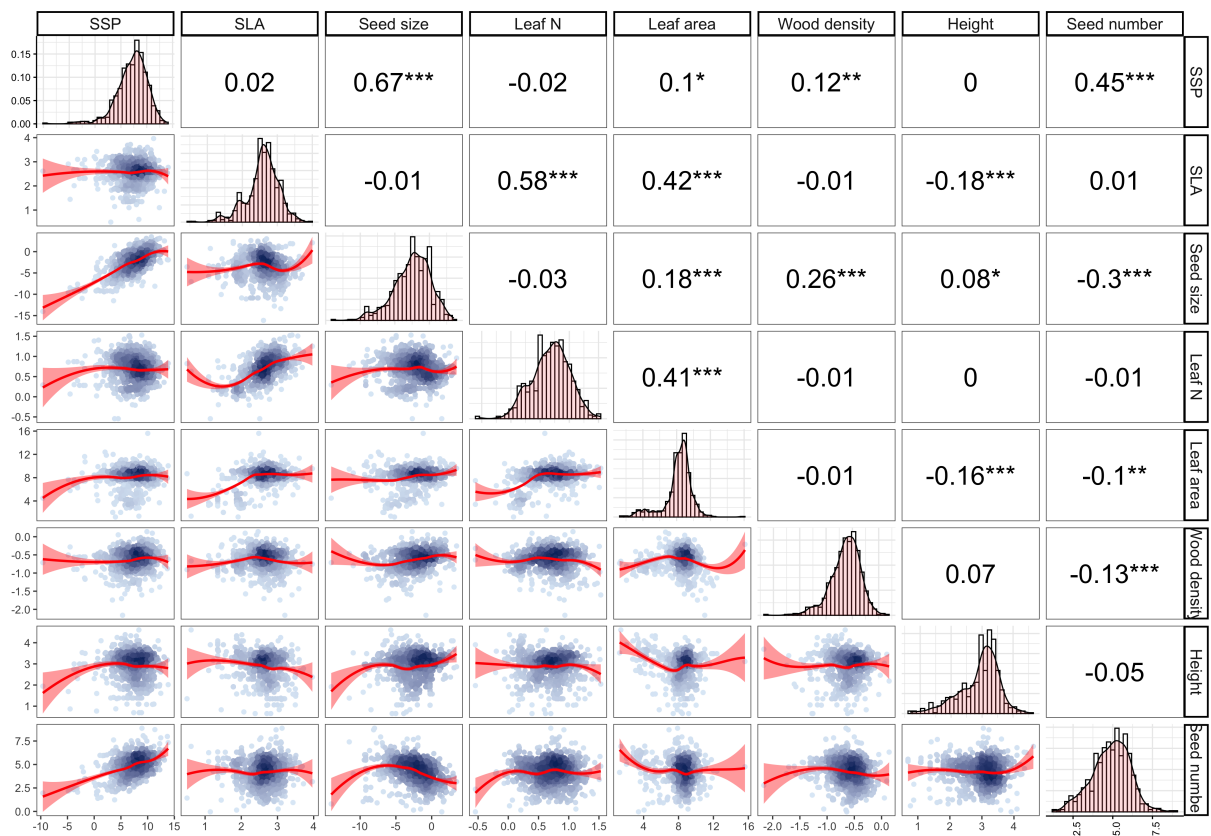 SSP SLA Seed size Leaf N Leaf area Wood density Height Seed number
0.15
0.10
0.05
0.00
0.02 0.67*** -0.02 0.1* 0.12** 0 0.45***
SSP
4
3
2
1
-0.01 0.58*** 0.42*** -0.01 -0.18*** 0.01
SLA
0
-5
-10
-15
-0.03 0.18*** 0.26*** 0.08* -0.3***
Seed size
1.5
1.0
0.5
0.0
-0.5
0.41*** -0.01 0 -0.01
Leaf N
16
12
8
4
-0.01 -0.16*** -0.1**
Leaf area
0.0
-0.5
-1.0
-1.5
-2.0
0.07 -0.13***
Wood density
4
3
2
1
-0.05
Height
7.5
5.0
2.5
0.0
Seed numbe
-10 -5 0 5 10 15 1 2 3 4 -10 -5 0 -0.5 0.0 0.5 1.0 1.5 4 8 12 16 -2.0 -1.5 -1.0 -0.5 0.0 1 2 3 4 2.5 5.0 7.5